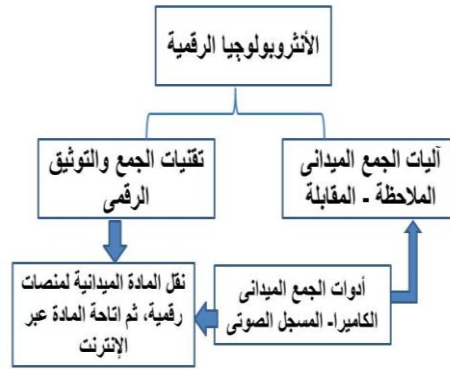 الأنثروبولوجيا الرقمية
آليات الجمع الميدانى
الملاحظة - المقابلة
تقنيات الجمع والتوثيق
الرقمى
أدوات الجمع الميدانى
الكاميرا- المسجل الصوتى
نقل المادة الميدانية لمنصات
رقمية، ثم اتاحة المادة عبر
الإنترنت